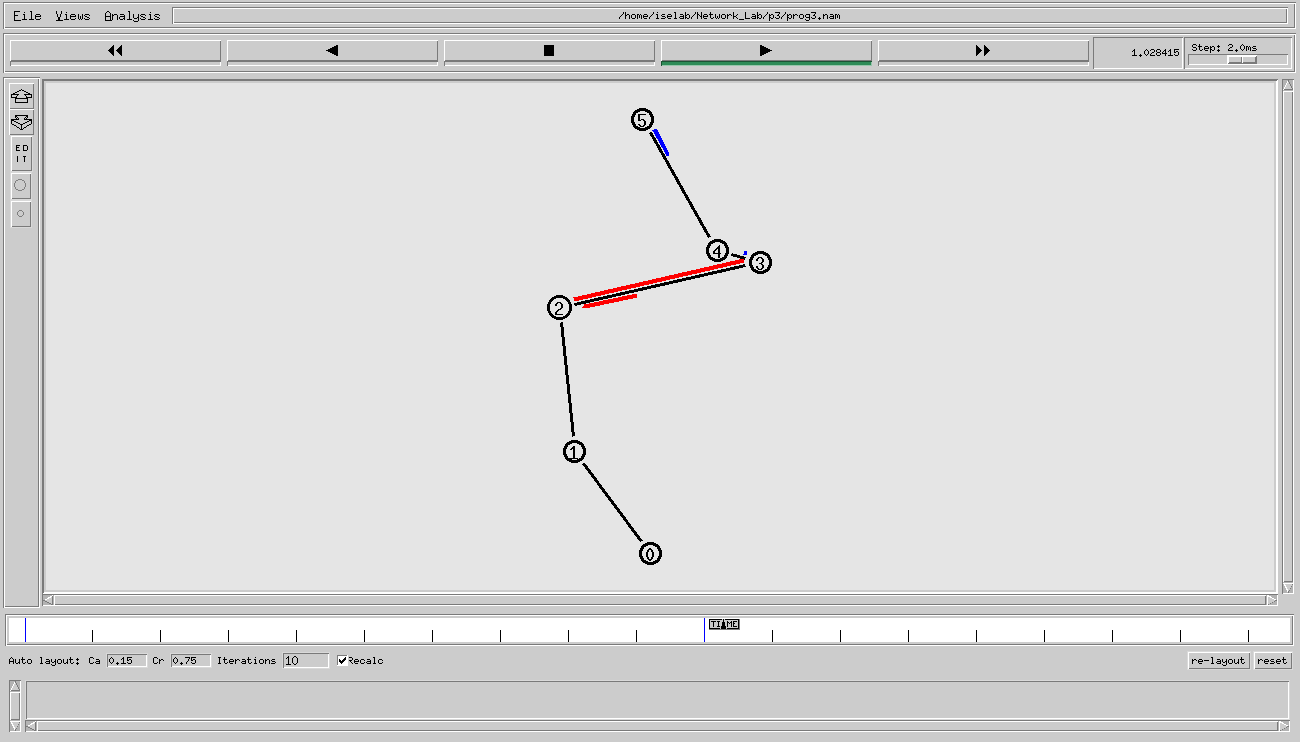 File Views Analysis /home/iselab/Network_Lab/p3/prog3.nam
1.028415 Step: 2.0ms
ED
IT
5
4
3
2
1
0
TIME
Auto layout: Ca 0.15 Cr 0.75 Iterations 10 Recalc re-layout reset